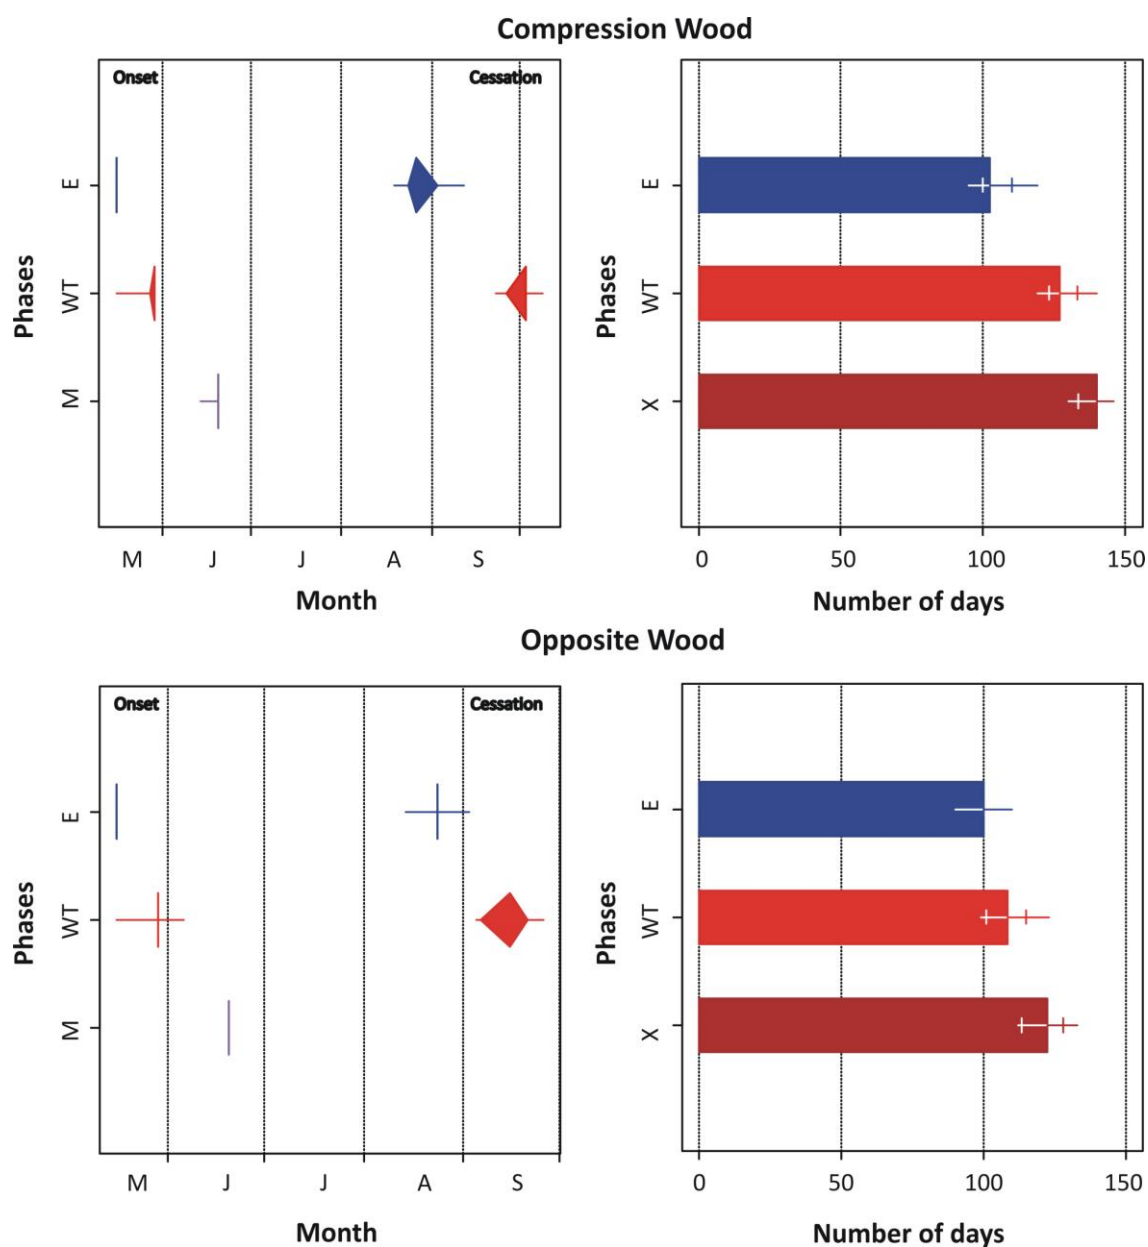 Compression Wood
Onset Cessation
Phases
E
WT
M
M J J A S
Month
Phases
E
WT
X
0 50 100 150
Number of days
Opposite Wood
Onset Cessation
Phases
E
WT
M
M J J A S
Month
Phases
E
WT
X
0 50 100 150
Number of days